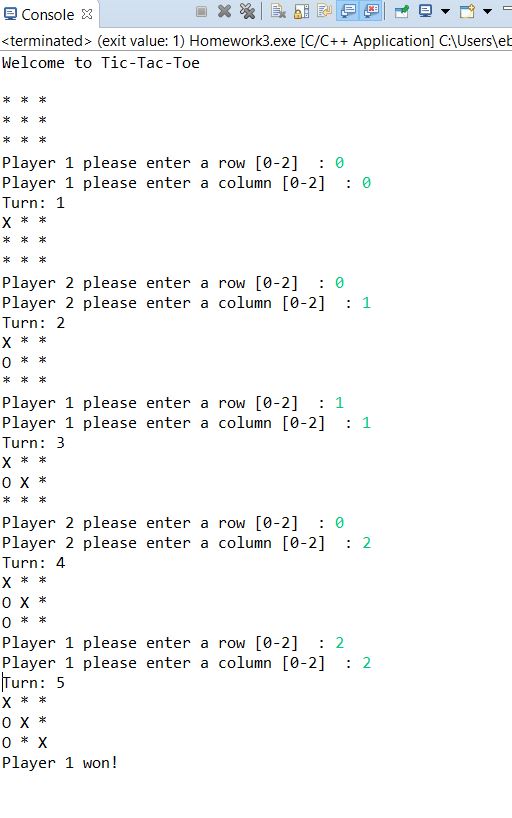 Console
<terminated> (exit value: 1) Homework3.exe [C/C++ Application] C:\Users\eb
Welcome to Tic-Tac-Toe
* * *
* * *
* * *
Player 1 please enter a row [0-2]  : 0
Player 1 please enter a column [0-2]  : 0
Turn: 1
X * *
* * *
* * *
Player 2 please enter a row [0-2]  : 0
Player 2 please enter a column [0-2]  : 1
Turn: 2
X * *
O * *
* * *
Player 1 please enter a row [0-2]  : 1
Player 1 please enter a column [0-2]  : 1
Turn: 3
X * *
O X *
* * *
Player 2 please enter a row [0-2]  : 0
Player 2 please enter a column [0-2]  : 2
Turn: 4
X * *
O X *
O * *
Player 1 please enter a row [0-2]  : 2
Player 1 please enter a column [0-2]  : 2
Turn: 5
X * *
O X *
O * X
Player 1 won!